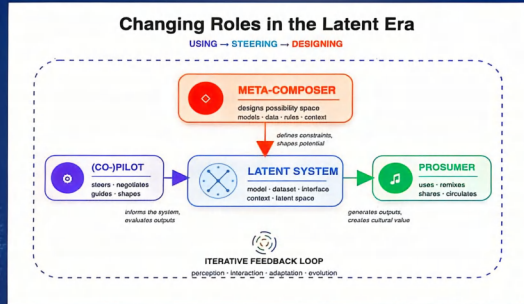 Changing Roles in the Latent Era
USING → STEERING → DESIGNING
META-COMPOSER
designs possibility space
models · data · rules · context
defines constraints,
shapes potential
(CO-)PILOT
steers · negotiates
guides · shapes
LATENT SYSTEM
model · dataset · interface
context · latent space
PROSUMER
uses · remixes
shares · circulates
informs the system,
evaluates outputs
generates outputs,
creates cultural value
ITERATIVE FEEDBACK LOOP
perception · interaction · adaptation · evolution